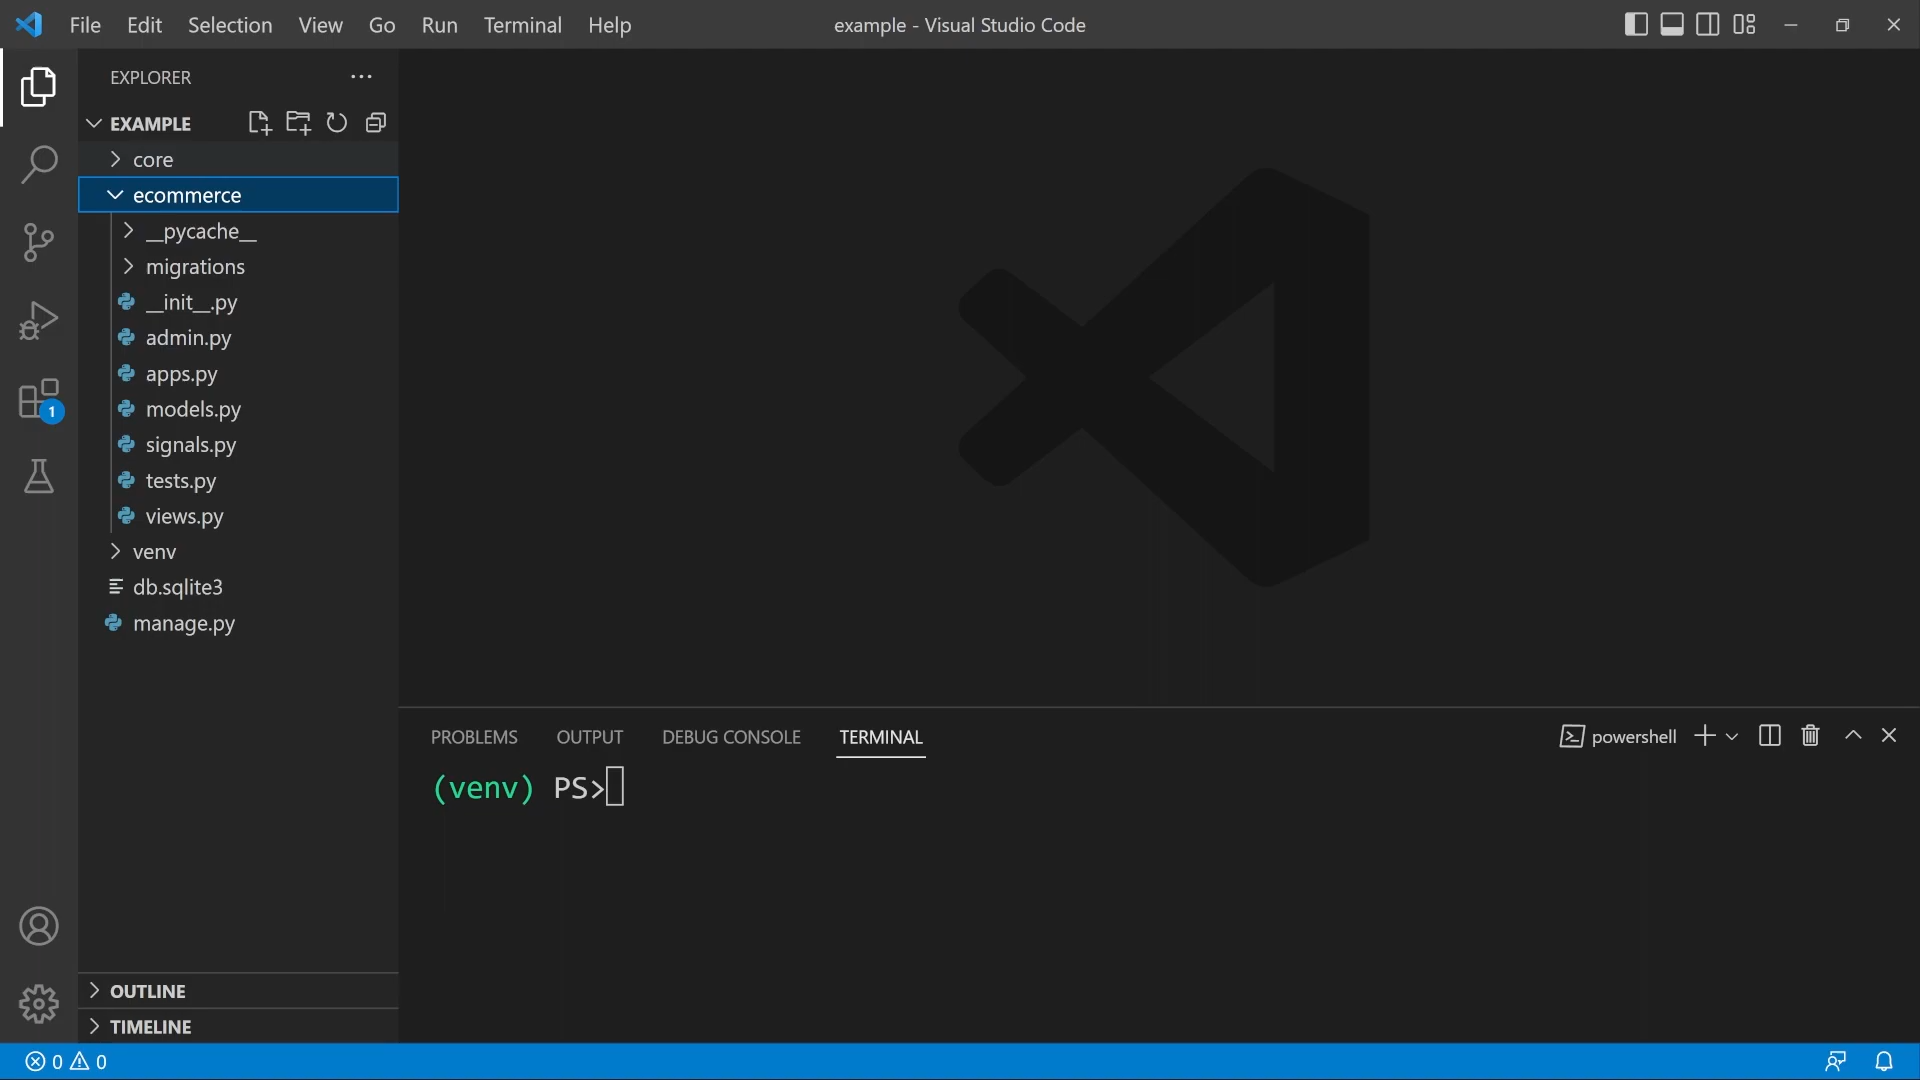 File Edit Selection View Go Run Terminal Help example - Visual Studio Code
EXPLORER
EXAMPLE
core
ecommerce
__pycache__
migrations
__init__.py
admin.py
apps.py
models.py
signals.py
tests.py
views.py
venv
db.sqlite3
manage.py
1
PROBLEMS OUTPUT DEBUG CONSOLE TERMINAL powershell
(venv) PS>
OUTLINE
TIMELINE
0 0